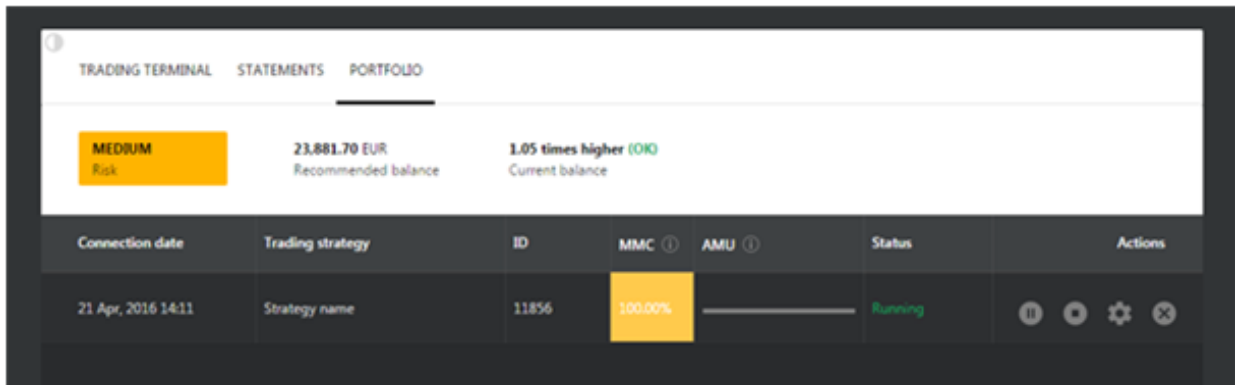 TRADING TERMINAL STATEMENTS PORTFOLIO
MEDIUM 23,881.70 EUR 1.05 times higher (OK)
Risk Recommended balance Current balance
Connection date Trading strategy ID MMC AMU Status Actions
21 Apr, 2016 14:11 Strategy name 11856 100.00% Running